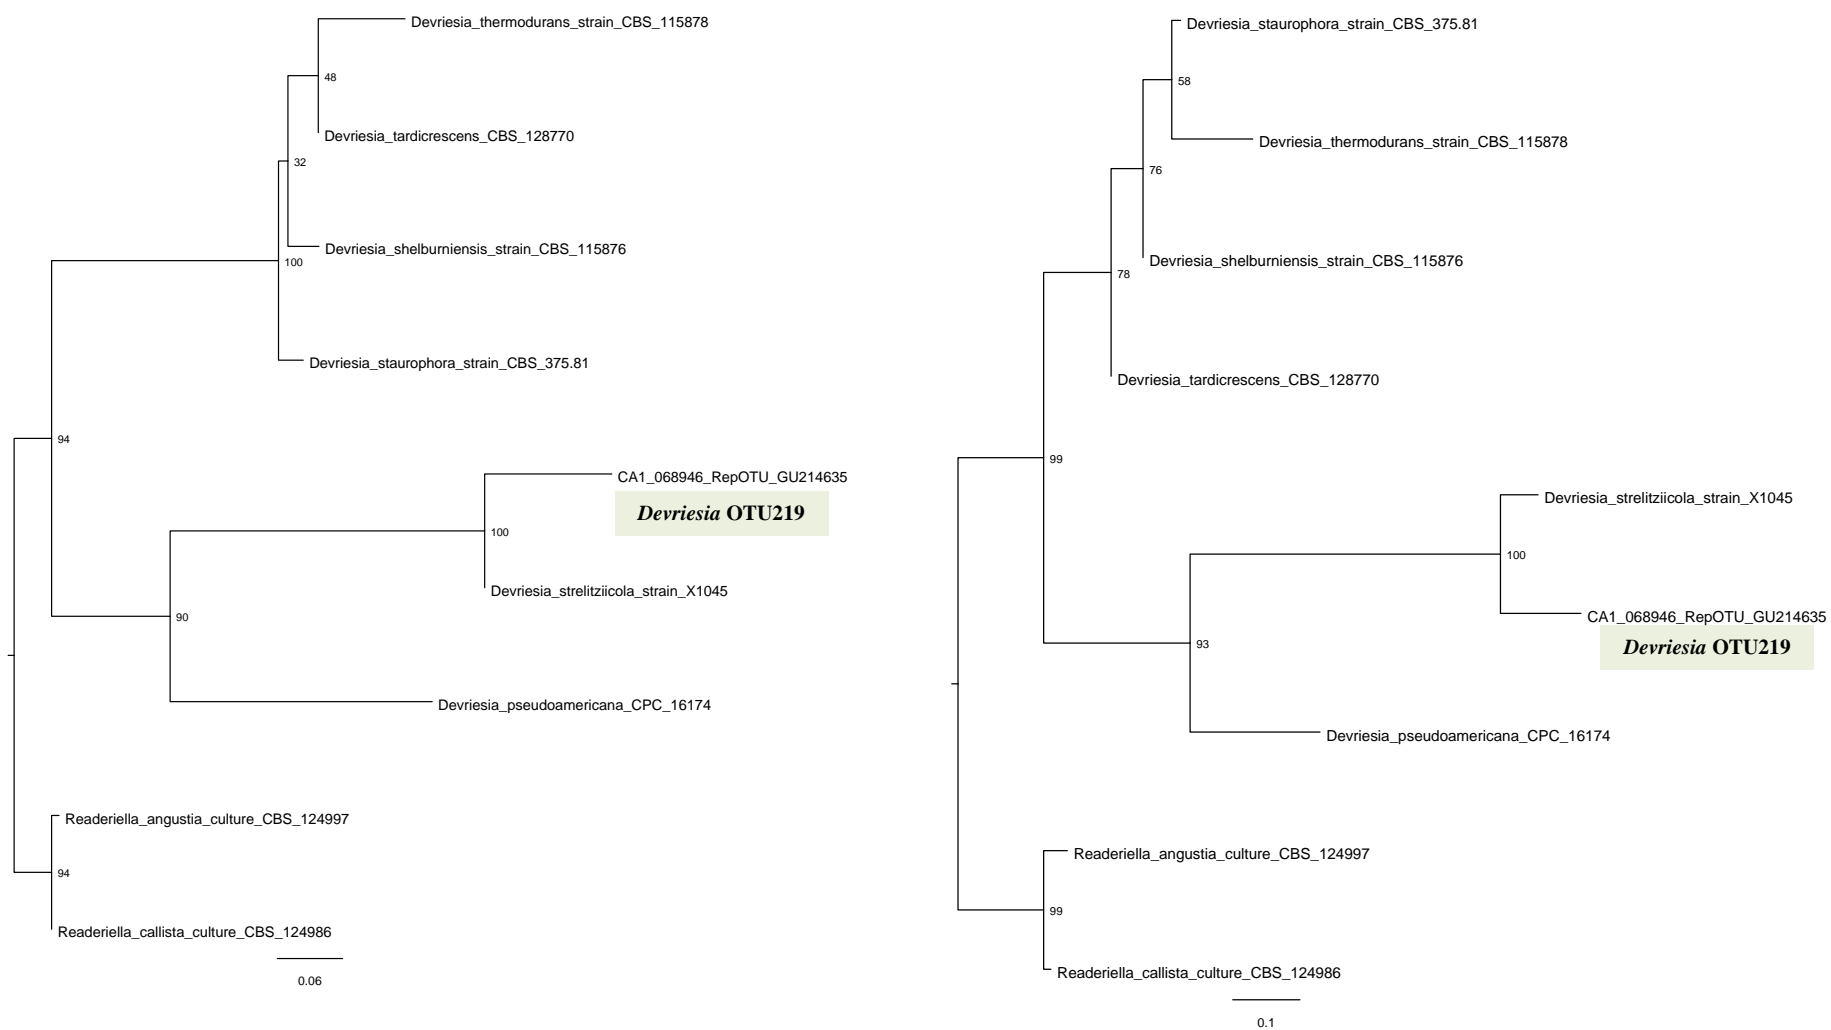 Devriesia_thermodurans_strain_CBS_115878
48
Devriesia_tardicrescens_CBS_128770
32
Devriesia_shelburniensis_strain_CBS_115876
100
Devriesia_staurophora_strain_CBS_375.81
94
CA1_068946_RepOTU_GU214635
Devriesia OTU219
100
Devriesia_strelitziicola_strain_X1045
90
Devriesia_pseudoamericana_CPC_16174
Readeriella_angustia_culture_CBS_124997
94
Readeriella_callista_culture_CBS_124986
0.06
Devriesia_staurophora_strain_CBS_375.81
58
Devriesia_thermodurans_strain_CBS_115878
76
Devriesia_shelburniensis_strain_CBS_115876
78
Devriesia_tardicrescens_CBS_128770
99
Devriesia_strelitziicola_strain_X1045
100
CA1_068946_RepOTU_GU214635
Devriesia OTU219
93
Devriesia_pseudoamericana_CPC_16174
Readeriella_angustia_culture_CBS_124997
99
Readeriella_callista_culture_CBS_124986
0.1